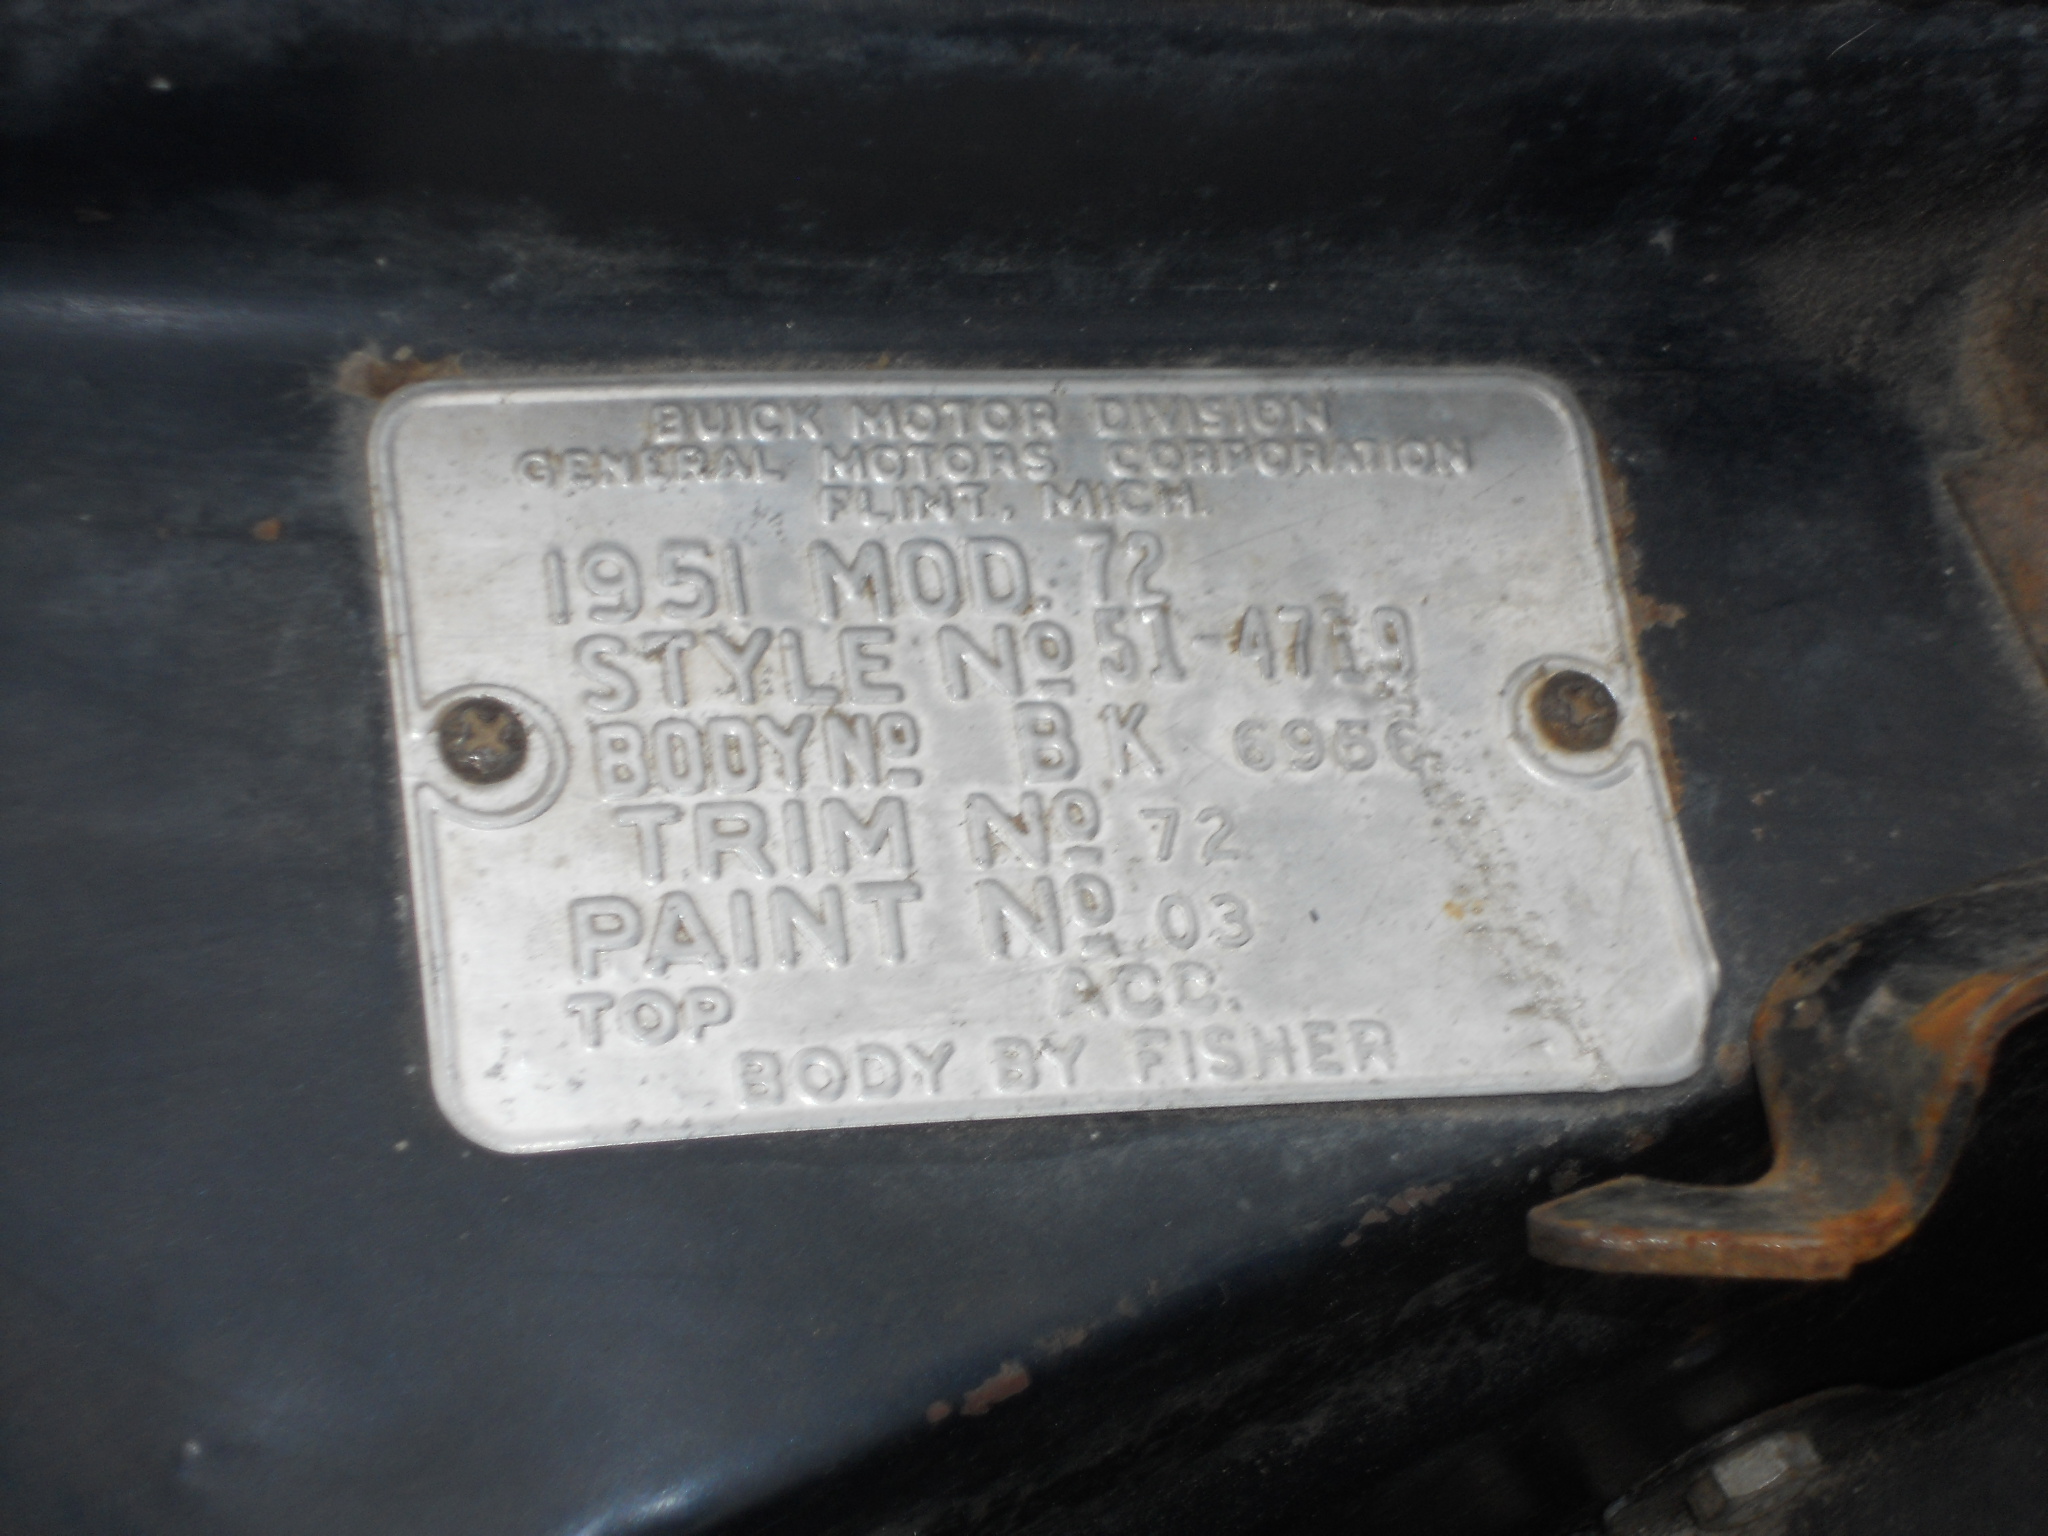 BUICK MOTOR DIVISION
GENERAL MOTORS CORPORATION
FLINT, MICH.
1951 MOD. 72
STYLE Nº 51-4719
BODY Nº BK 6966
TRIM Nº 72
PAINT Nº 03
TOP ACC.
BODY BY FISHER